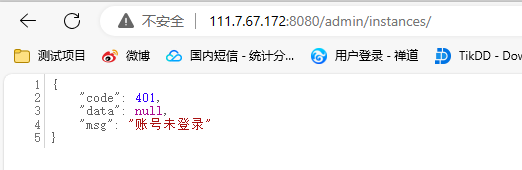 不安全 111.7.67.172:8080/admin/instances/
测试项目 微博 国内短信 - 统计分... 用户登录 - 禅道 TikDD - Dow
1 {
2 "code": 401,
3 "data": null,
4 "msg": "账号未登录"
5 }